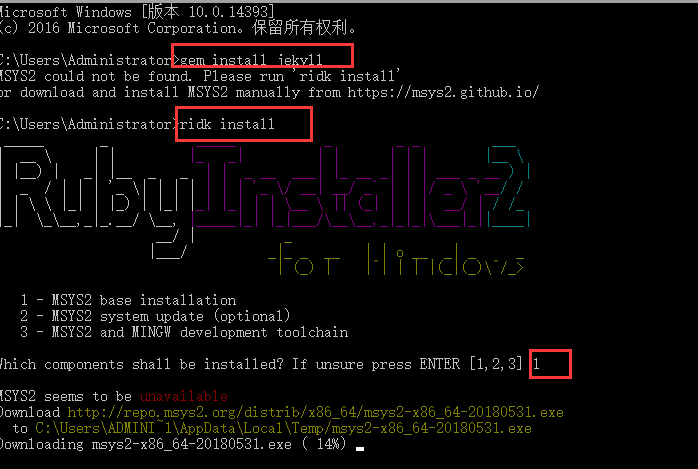 Microsoft Windows [版本 10.0.14393]
(c) 2016 Microsoft Corporation。保留所有权利。
C:\Users\Administrator>gem install jekyll
MSYS2 could not be found. Please run 'ridk install'
or download and install MSYS2 manually from https://msys2.github.io/
C:\Users\Administrator>ridk install
RubyInstaller2
for Windows
1 - MSYS2 base installation
2 - MSYS2 system update (optional)
3 - MSYS2 and MINGW development toolchain
Which components shall be installed? If unsure press ENTER [1,2,3] 1
MSYS2 seems to be unavailable
Download http://repo.msys2.org/distrib/x86_64/msys2-x86_64-20180531.exe
to C:\Users\ADMINI~1\AppData\Local\Temp/msys2-x86_64-20180531.exe
Downloading msys2-x86_64-20180531.exe ( 14%)